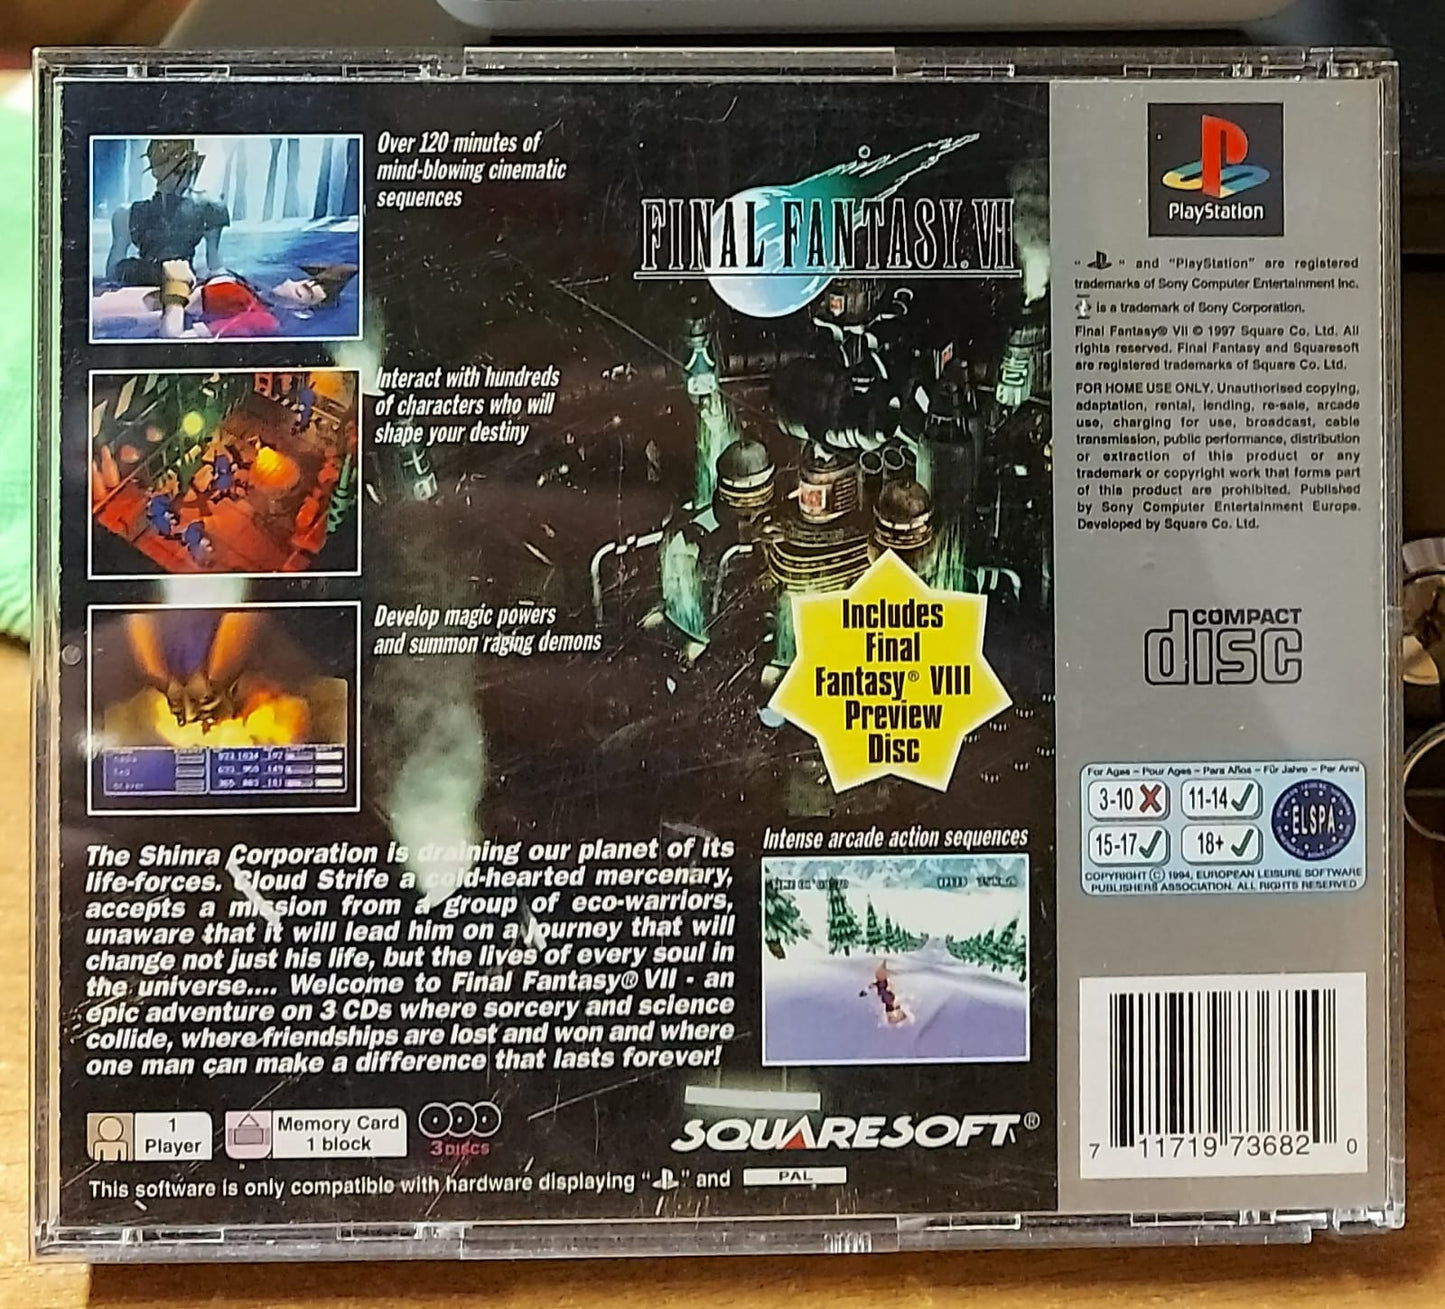 Over 120 minutes of
mind-blowing cinematic
sequences
Interact with hundreds
of characters who will
shape your destiny
Develop magic powers
and summon raging demons
FINAL FANTASY. VII
Includes
Final
Fantasy® VIII
Preview
Disc
Intense arcade action sequences
The Shinra Corporation is draining our planet of its
life-forces. Cloud Strife a cold-hearted mercenary,
accepts a mission from a group of eco-warriors,
unaware that it will lead him on a journey that will
change not just his life, but the lives of every soul in
the universe.... Welcome to Final Fantasy® VII - an
epic adventure on 3 CDs where sorcery and science
collide, where friendships are lost and won and where
one man can make a difference that lasts forever!
1
Player
Memory Card
1 block
3 DISCS
SQUARESOFT®
This software is only compatible with hardware displaying " " and PAL
PlayStation
" " and "PlayStation" are registered
trademarks of Sony Computer Entertainment Inc.
is a trademark of Sony Corporation.
Final Fantasy® VII © 1997 Square Co. Ltd. All
rights reserved. Final Fantasy and Squaresoft
are registered trademarks of Square Co. Ltd.
FOR HOME USE ONLY. Unauthorised copying,
adaptation, rental, lending, re-sale, arcade
use, charging for use, broadcast, cable
transmission, public performance, distribution
or extraction of this product or any
trademark or copyright work that forms part
of this product are prohibited. Published
by Sony Computer Entertainment Europe.
Developed by Square Co. Ltd.
COMPACT
disc
For Ages – Pour Ages – Para Años – Für Jahre – Per Anni
3-10 11-14
15-17 18+
ELSPA
COPYRIGHT © 1994, EUROPEAN LEISURE SOFTWARE
PUBLISHERS ASSOCIATION. ALL RIGHTS RESERVED
7 11719 73682 0